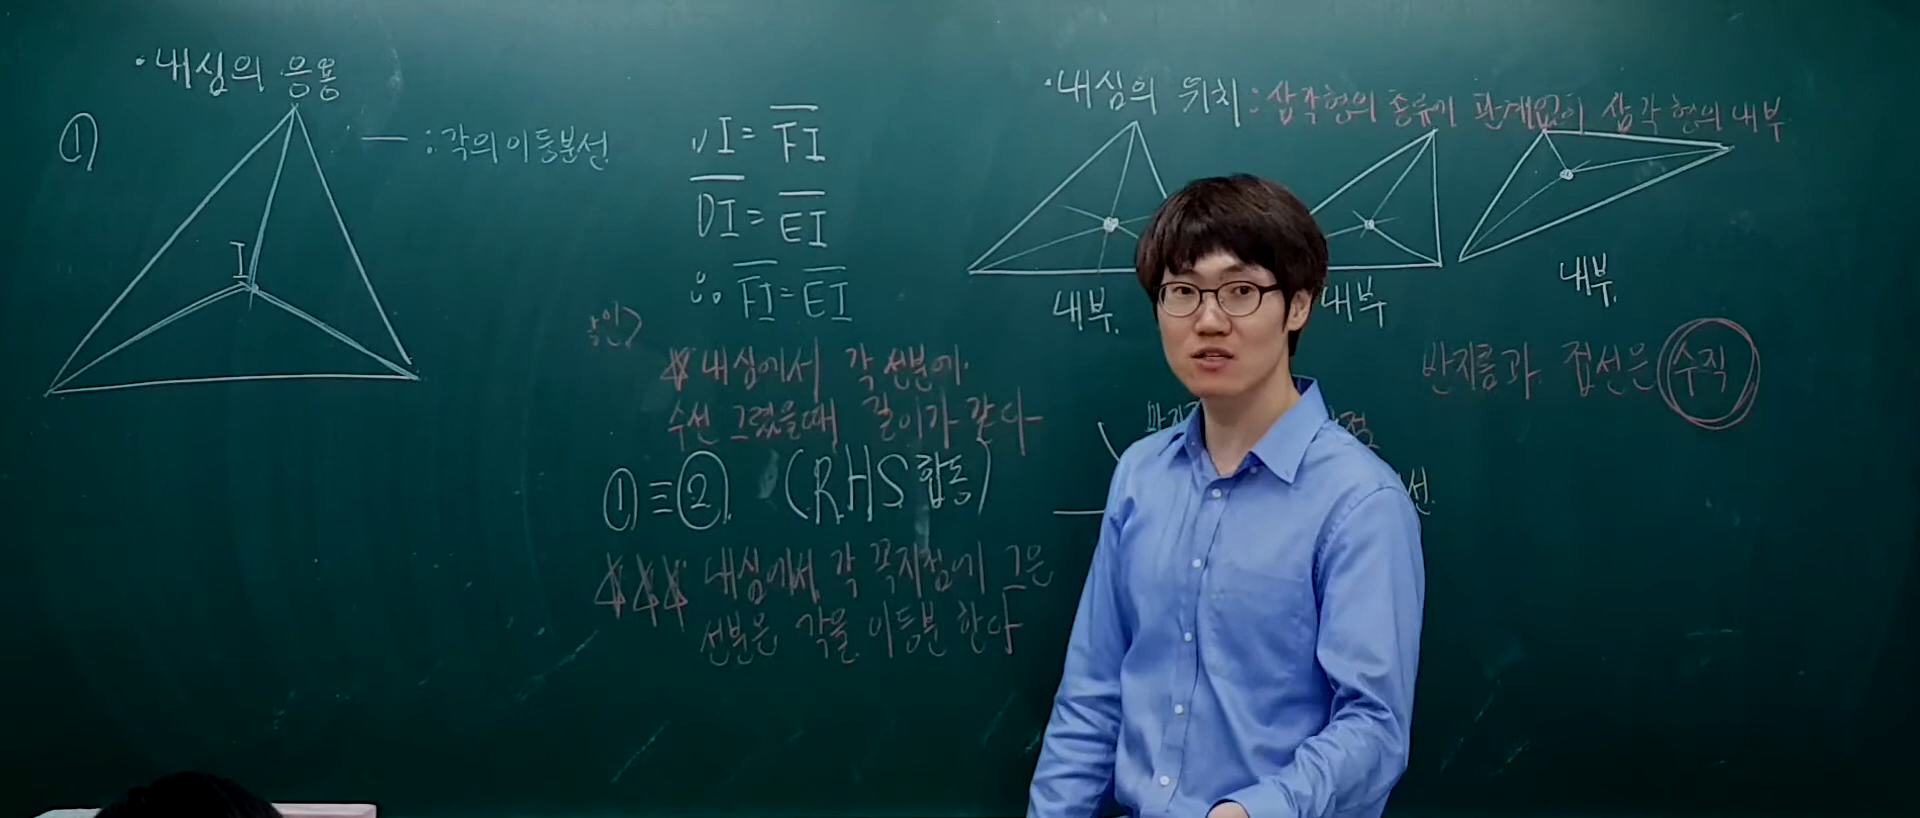 ·내심의 응용
①
— : 각의 이등분선
I
I = FI
DI = EI
∴ FI = EI
확인>
☆ 내심에서 각 선분에
수선 그렸을때 길이가 같다
① ≡ ② (RHS 합동)
☆☆☆ 내심에서 각 꼭지점에 그은
선분은 각을 이등분 한다
·내심의 위치 : 삼각형의 종류에 관계없이 삼각형의 내부
내부.
내부
내부.
반지름과 접선은 수직
점
선.